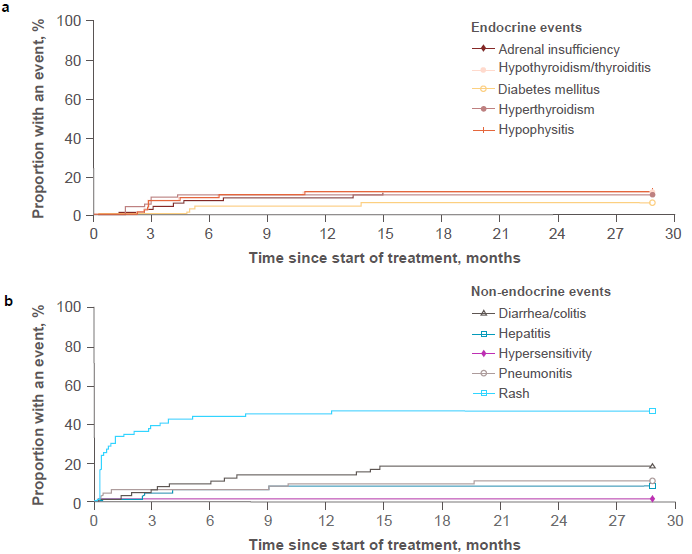 a
Proportion with an event, %
100
80
60
40
20
0
0 3 6 9 12 15 18 21 24 27 30
Time since start of treatment, months
Endocrine events
Adrenal insufficiency
Hypothyroidism/thyroiditis
Diabetes mellitus
Hyperthyroidism
Hypophysitis
b
Proportion with an event, %
100
80
60
40
20
0
0 3 6 9 12 15 18 21 24 27 30
Time since start of treatment, months
Non-endocrine events
Diarrhea/colitis
Hepatitis
Hypersensitivity
Pneumonitis
Rash